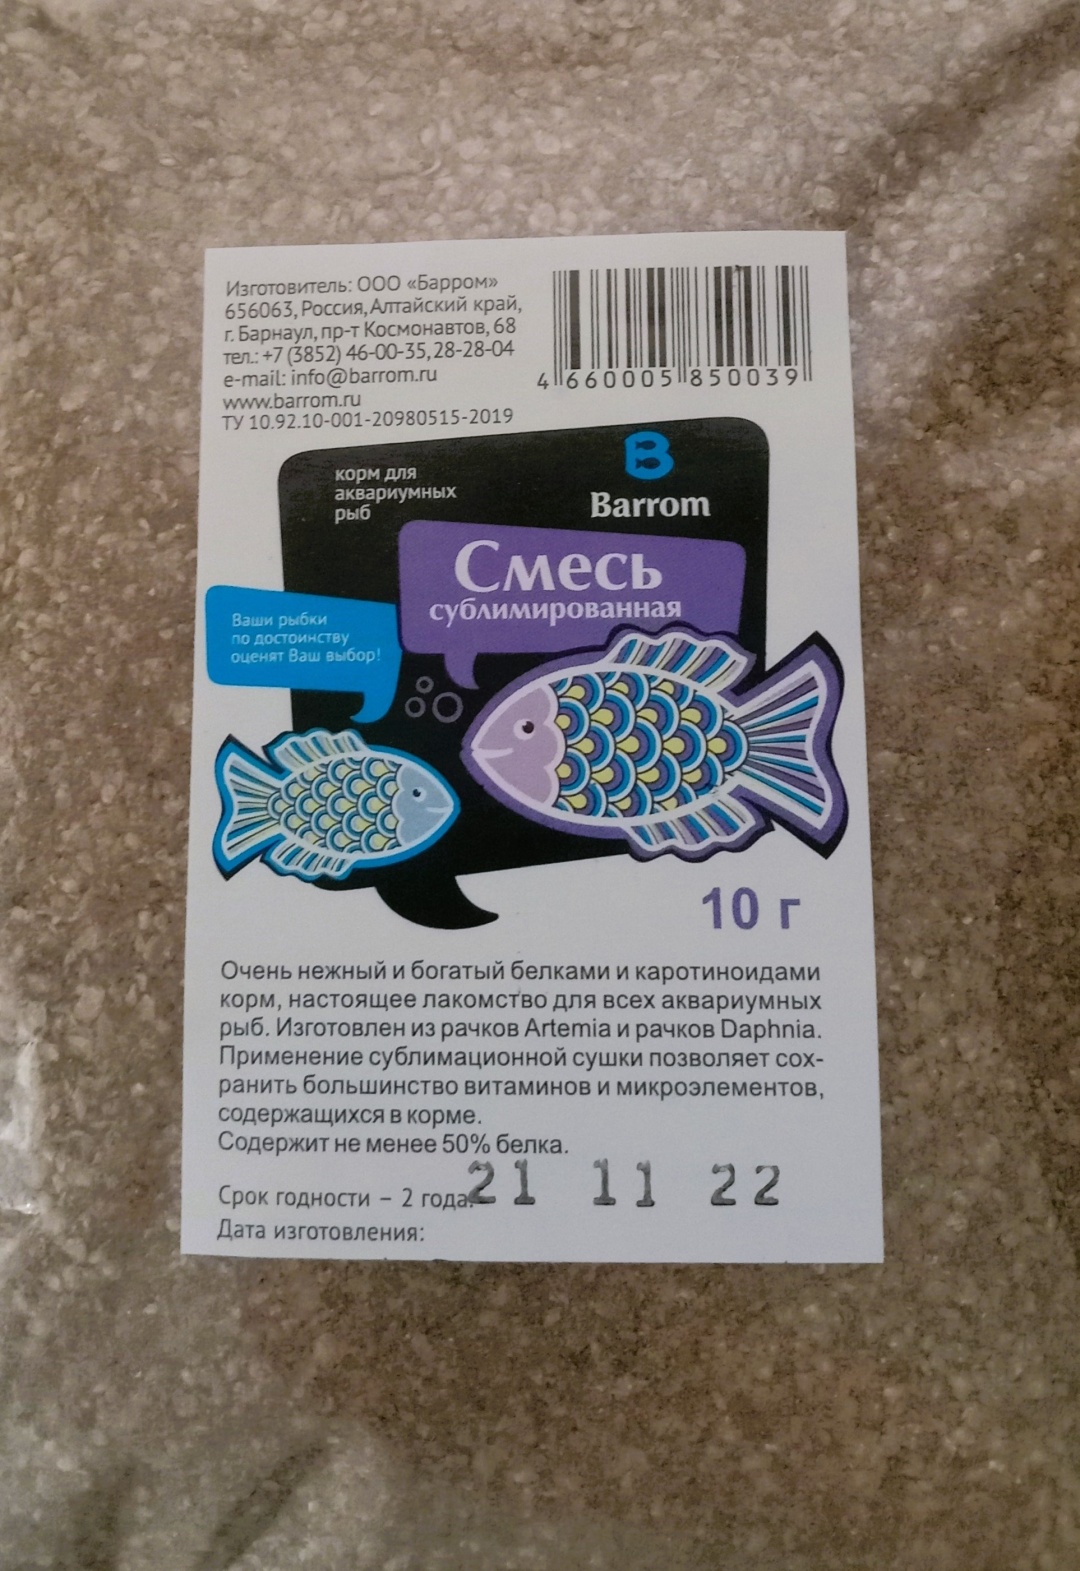 Изготовитель: ООО «Барром»
656063, Россия, Алтайский край,
г. Барнаул, пр-т Космонавтов, 68
тел.: +7 (3852) 46-00-35, 28-28-04
e-mail: info@barrom.ru
www.barrom.ru
ТУ 10.92.10-001-20980515-2019
4 660005 850039
корм для
аквариумных
рыб
B
Barrom
Смесь
сублимированная
Ваши рыбки
по достоинству
оценят Ваш выбор!
10 г
Очень нежный и богатый белками и каротиноидами
корм, настоящее лакомство для всех аквариумных
рыб. Изготовлен из рачков Artemia и рачков Daphnia.
Применение сублимационной сушки позволяет сох-
ранить большинство витаминов и микроэлементов,
содержащихся в корме.
Содержит не менее 50% белка.
Срок годности – 2 года.
21 11 22
Дата изготовления: